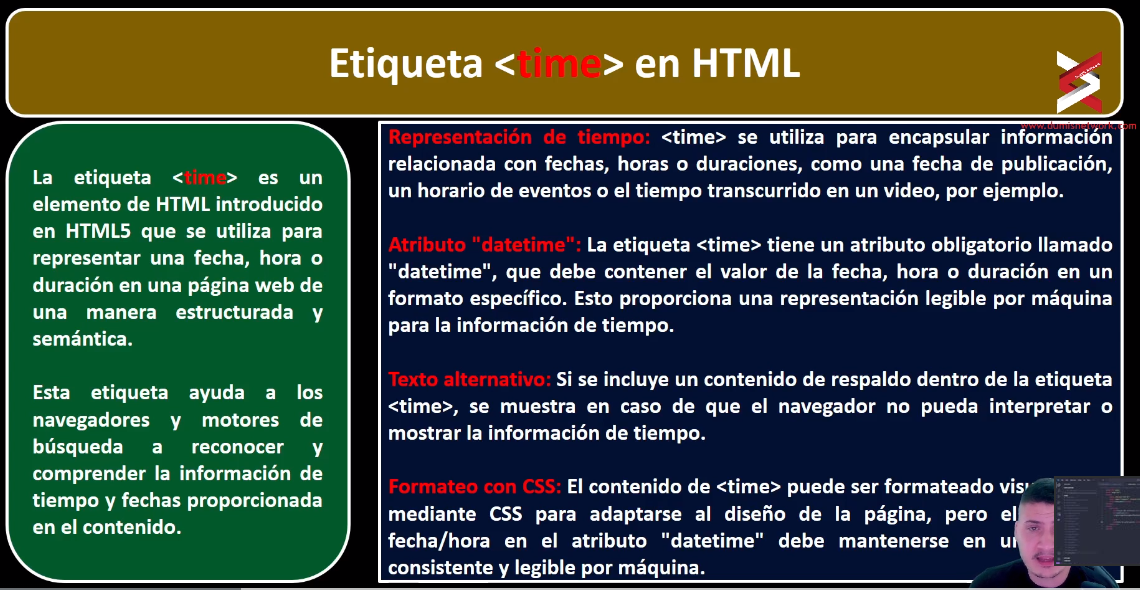 Etiqueta <time> en HTML
www.bumisnetwork.com
La etiqueta <time> es un
elemento de HTML introducido
en HTML5 que se utiliza para
representar una fecha, hora o
duración en una página web de
una manera estructurada y
semántica.
Esta etiqueta ayuda a los
navegadores y motores de
búsqueda a reconocer y
comprender la información de
tiempo y fechas proporcionada
en el contenido.
Representación de tiempo: <time> se utiliza para encapsular información
relacionada con fechas, horas o duraciones, como una fecha de publicación,
un horario de eventos o el tiempo transcurrido en un video, por ejemplo.
Atributo "datetime": La etiqueta <time> tiene un atributo obligatorio llamado
"datetime", que debe contener el valor de la fecha, hora o duración en un
formato específico. Esto proporciona una representación legible por máquina
para la información de tiempo.
Texto alternativo: Si se incluye un contenido de respaldo dentro de la etiqueta
<time>, se muestra en caso de que el navegador no pueda interpretar o
mostrar la información de tiempo.
Formateo con CSS: El contenido de <time> puede ser formateado
mediante CSS para adaptarse al diseño de la página, pero el
fecha/hora en el atributo "datetime" debe mantenerse en
consistente y legible por máquina.